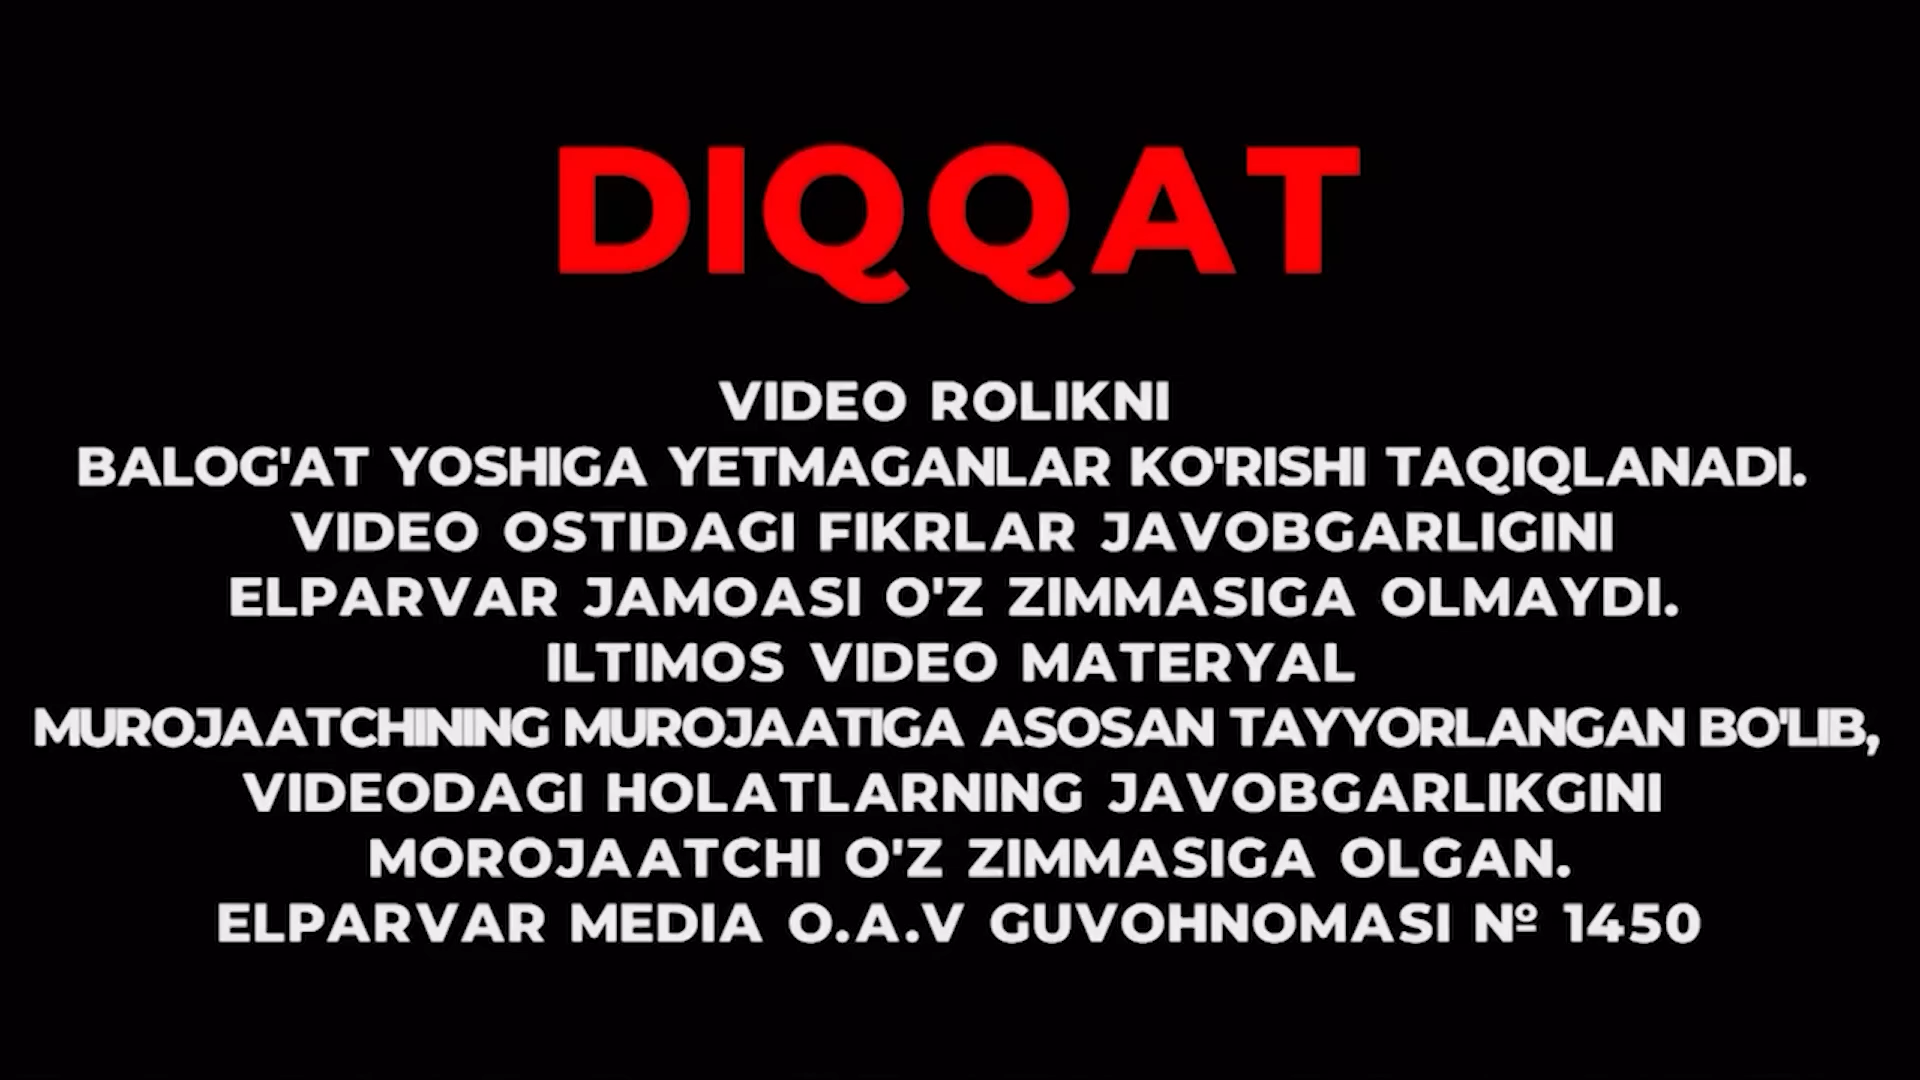 DIQQAT
VIDEO ROLIKNI
BALOG'AT YOSHIGA YETMAGANLAR KO'RISHI TAQIQLANADI.
VIDEO OSTIDAGI FIKRLAR JAVOBGARLIGINI
ELPARVAR JAMOASI O'Z ZIMMASIGA OLMAYDI.
ILTIMOS VIDEO MATERYAL
MUROJAATCHINING MUROJAATIGA ASOSAN TAYYORLANGAN BO'LIB,
VIDEODAGI HOLATLARNING JAVOBGARLIKGINI
MOROJAATCHI O'Z ZIMMASIGA OLGAN.
ELPARVAR MEDIA O.A.V GUVOHNOMASI № 1450